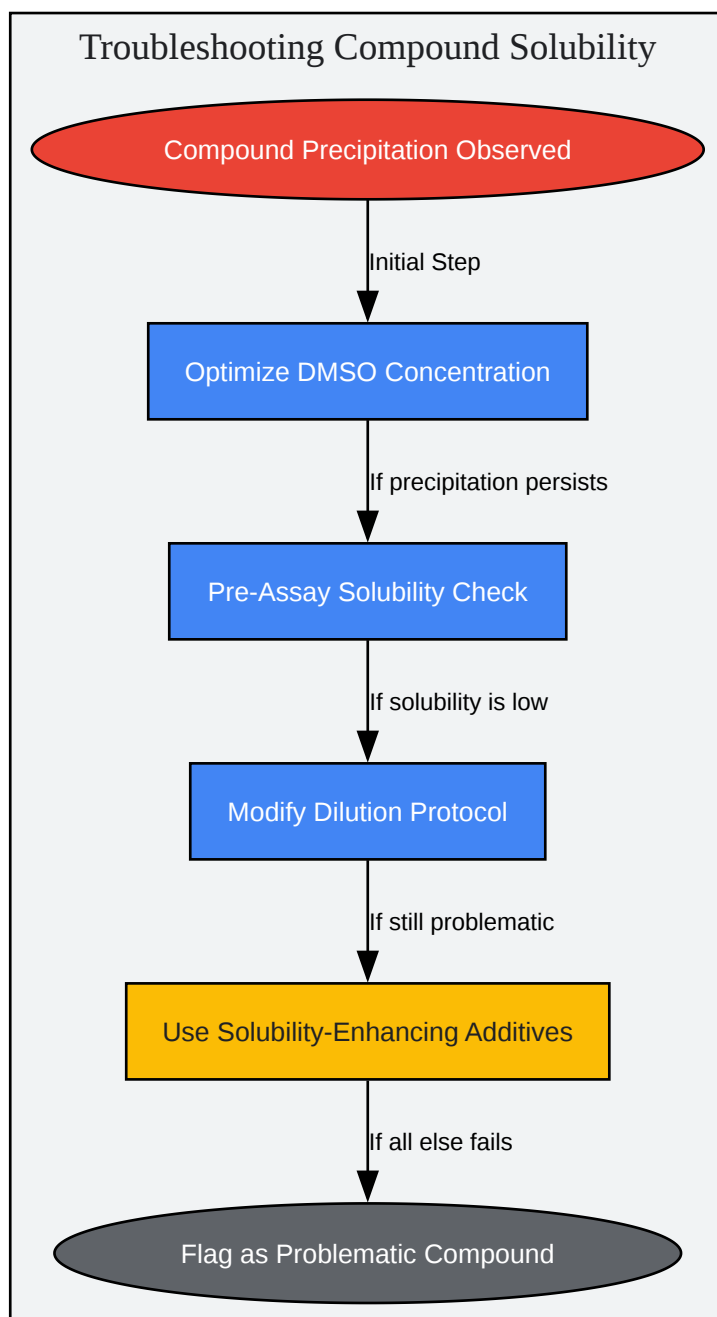 Troubleshooting Compound Solubility
Compound Precipitation Observed
Initial Step
Optimize DMSO Concentration
If precipitation persists
Pre-Assay Solubility Check
If solubility is low
Modify Dilution Protocol
If still problematic
Use Solubility-Enhancing Additives
If all else fails
Flag as Problematic Compound